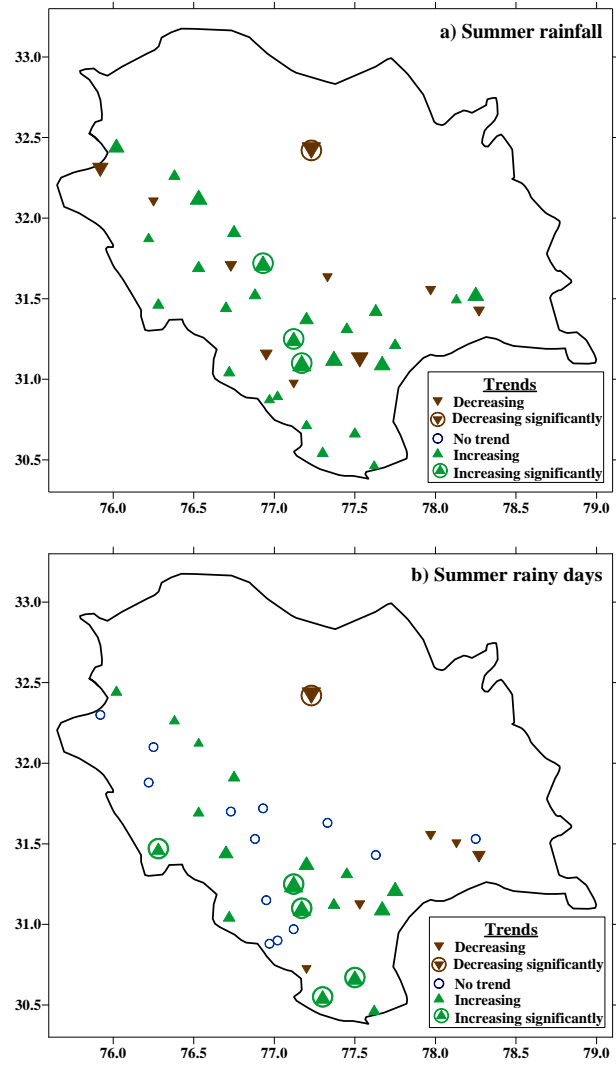 a) Summer rainfall
33.0
32.5
32.0
31.5
31.0
30.5
Trends
Decreasing
Decreasing significantly
No trend
Increasing
Increasing significantly
76.0 76.5 77.0 77.5 78.0 78.5 79.0
b) Summer rainy days
33.0
32.5
32.0
31.5
31.0
30.5
Trends
Decreasing
Decreasing significantly
No trend
Increasing
Increasing significantly
76.0 76.5 77.0 77.5 78.0 78.5 79.0